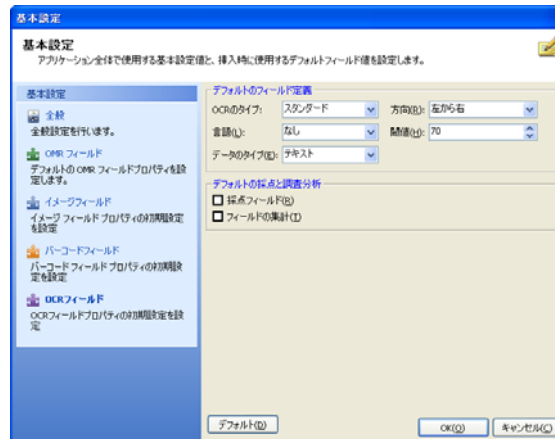 基本設定
基本設定
アプリケーション全体で使用する基本設定値と、挿入時に使用するデフォルトフィールド値を設定します。
基本設定
全般
全般設定を行います。
OMR フィールド
デフォルトの OMR フィールドプロパティを設
定します。
イメージフィールド
イメージ フィールド プロパティの初期設定
を設定
バーコードフィールド
バーコード フィールド プロパティの初期設
定を設定
OCRフィールド
OCRフィールドプロパティの初期設定を設
定
デフォルトのフィールド定義
OCRのタイプ: スタンダード 方向(R): 左から右
言語(L): なし 閾値(H): 70
データのタイプ(E): テキスト
デフォルトの採点と調査分析
採点フィールド(R)
フィールドの集計(T)
デフォルト(D) OK(O) キャンセル(C)